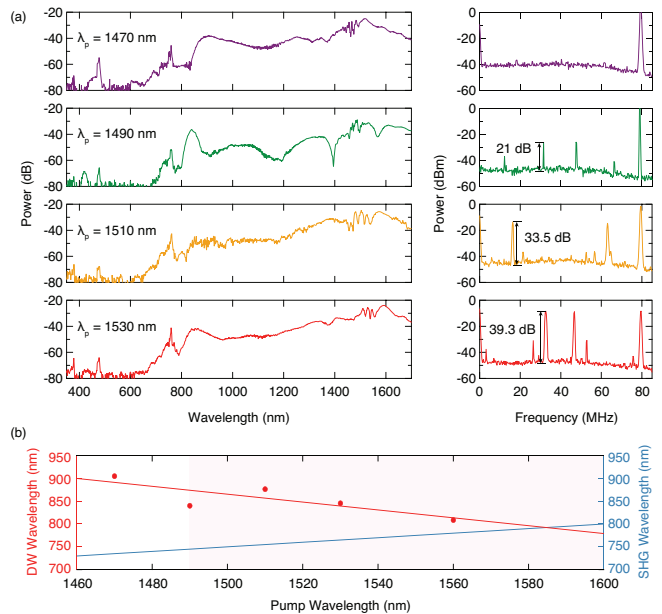 (a)
-20
-40
-60
-80
λp = 1470 nm
0
-20
-40
-60
-20
-40
-60
-80
λp = 1490 nm
0
-20
-40
-60
21 dB
-20
-40
-60
-80
λp = 1510 nm
0
-20
-40
-60
33.5 dB
-20
-40
-60
-80
λp = 1530 nm
0
-20
-40
-60
39.3 dB
Power (dB)
Power (dBm)
400 600 800 1000 1200 1400 1600
0 20 40 60 80
Wavelength (nm)
Frequency (MHz)
(b)
950
900
850
800
750
700
DW Wavelength (nm)
950
900
850
800
750
700
SHG Wavelength (nm)
1460 1480 1500 1520 1540 1560 1580 1600
Pump Wavelength (nm)